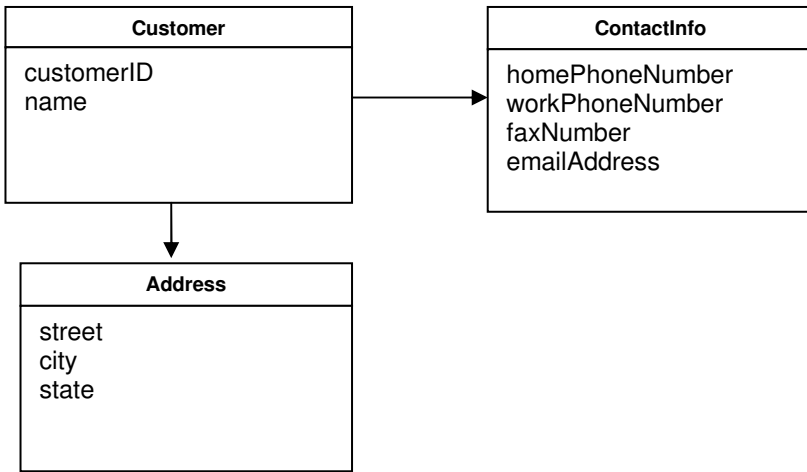 Customer
customerID
name
ContactInfo
homePhoneNumber
workPhoneNumber
faxNumber
emailAddress
Address
street
city
state